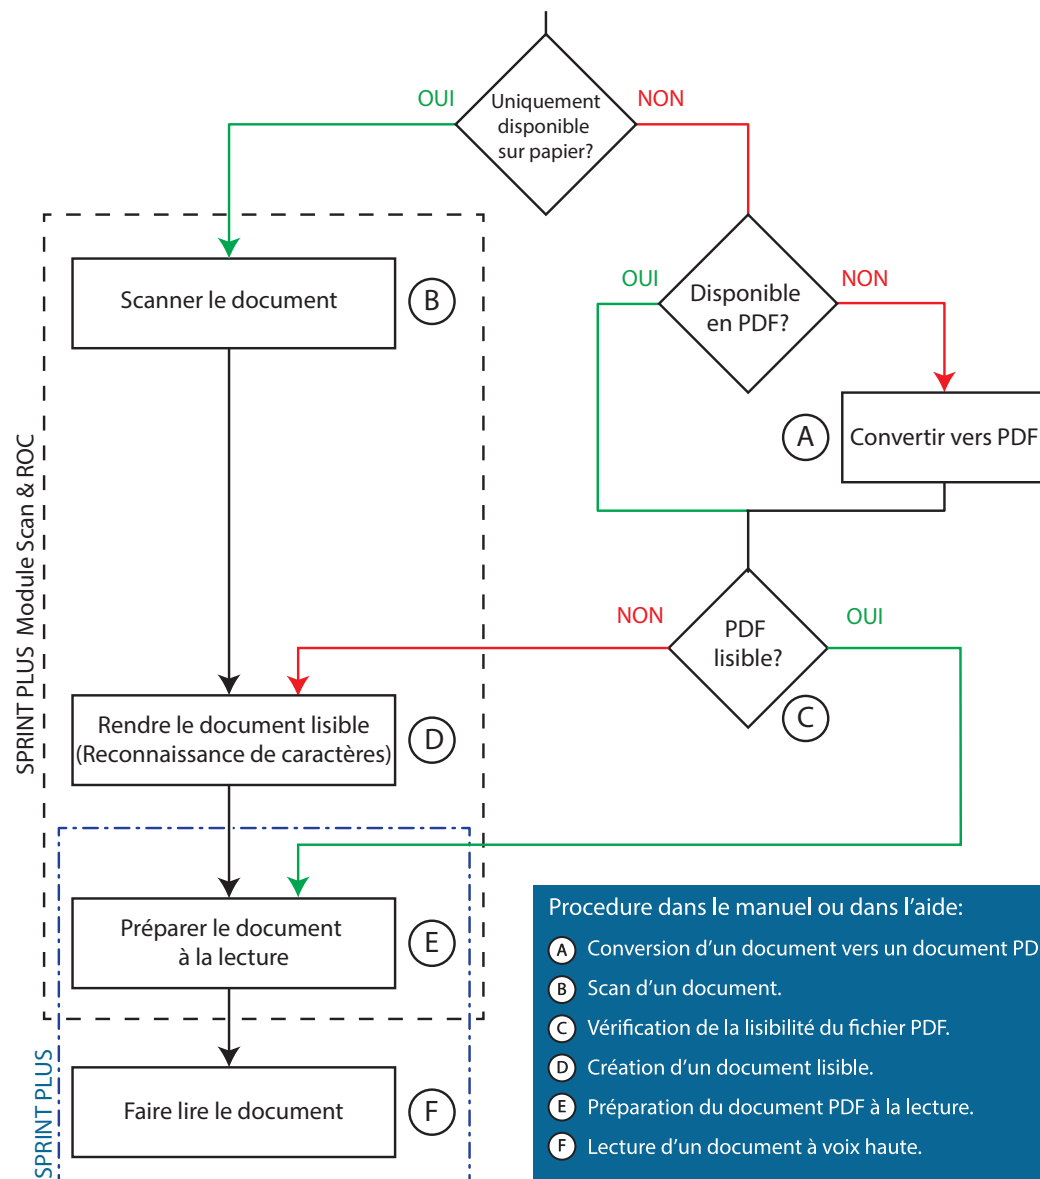 OUI
Uniquement
disponible
sur papier?
NON
Scanner le document
B
OUI
Disponible
en PDF?
NON
A
Convertir vers PDF
SPRINT PLUS Module Scan & ROC
NON
PDF
lisible?
OUI
C
Rendre le document lisible
(Reconnaissance de caractères)
D
Préparer le document
à la lecture
E
Faire lire le document
F
SPRINT PLUS
Procedure dans le manuel ou dans l'aide:
A Conversion d'un document vers un document PD
B Scan d'un document.
C Vérification de la lisibilité du fichier PDF.
D Création d'un document lisible.
E Préparation du document PDF à la lecture.
F Lecture d'un document à voix haute.